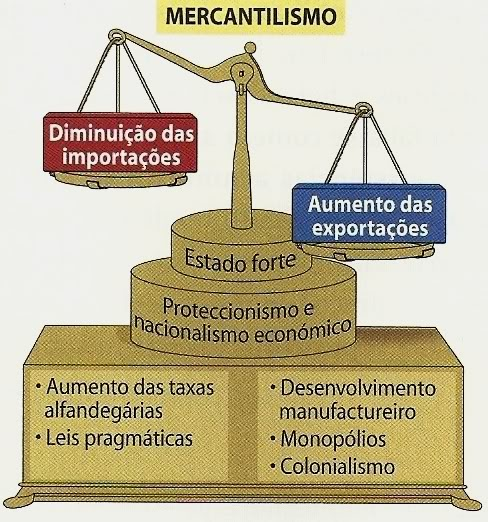 MERCANTILISMO
Diminuição das
importações
Aumento das
exportações
Estado forte
Proteccionismo e
nacionalismo económico
• Aumento das taxas
alfandegárias
• Leis pragmáticas
• Desenvolvimento
manufactureiro
• Monopólios
• Colonialismo